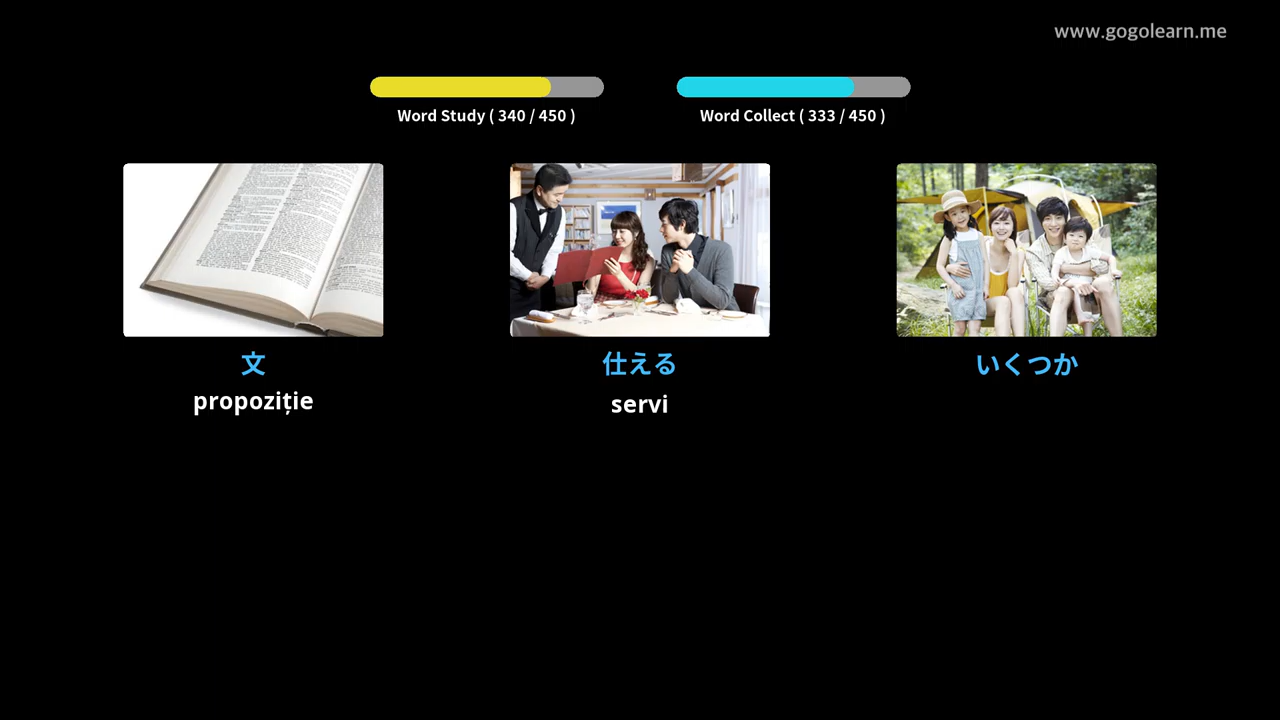 www.gogolearn.me
Word Study ( 340 / 450 )
Word Collect ( 333 / 450 )
文
仕える
いくつか
propoziție
servi